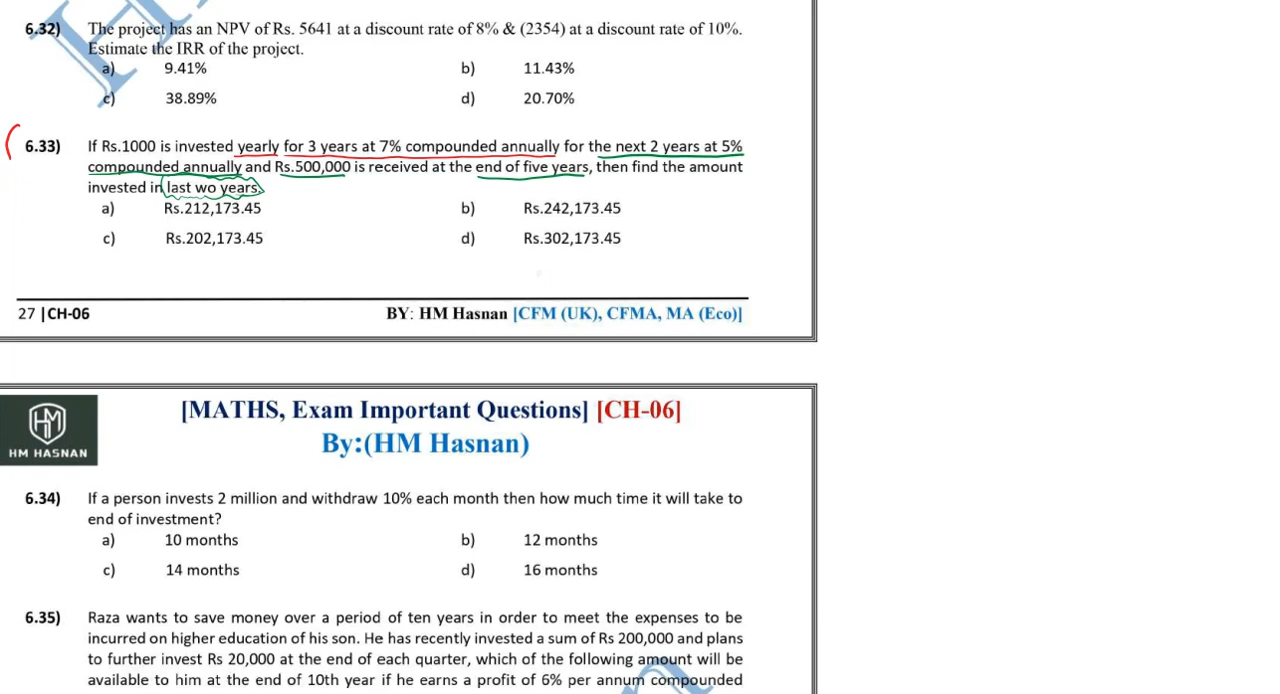 6.32) The project has an NPV of Rs. 5641 at a discount rate of 8% & (2354) at a discount rate of 10%.
Estimate the IRR of the project.
a) 9.41% b) 11.43%
c) 38.89% d) 20.70%
6.33) If Rs.1000 is invested yearly for 3 years at 7% compounded annually for the next 2 years at 5%
compounded annually and Rs.500,000 is received at the end of five years, then find the amount
invested in last wo years.
a) Rs.212,173.45 b) Rs.242,173.45
c) Rs.202,173.45 d) Rs.302,173.45
27 | CH-06 BY: HM Hasnan [CFM (UK), CFMA, MA (Eco)]
HM HASNAN
[MATHS, Exam Important Questions] [CH-06]
By:(HM Hasnan)
6.34) If a person invests 2 million and withdraw 10% each month then how much time it will take to
end of investment?
a) 10 months b) 12 months
c) 14 months d) 16 months
6.35) Raza wants to save money over a period of ten years in order to meet the expenses to be
incurred on higher education of his son. He has recently invested a sum of Rs 200,000 and plans
to further invest Rs 20,000 at the end of each quarter, which of the following amount will be
available to him at the end of 10th year if he earns a profit of 6% per annum compounded